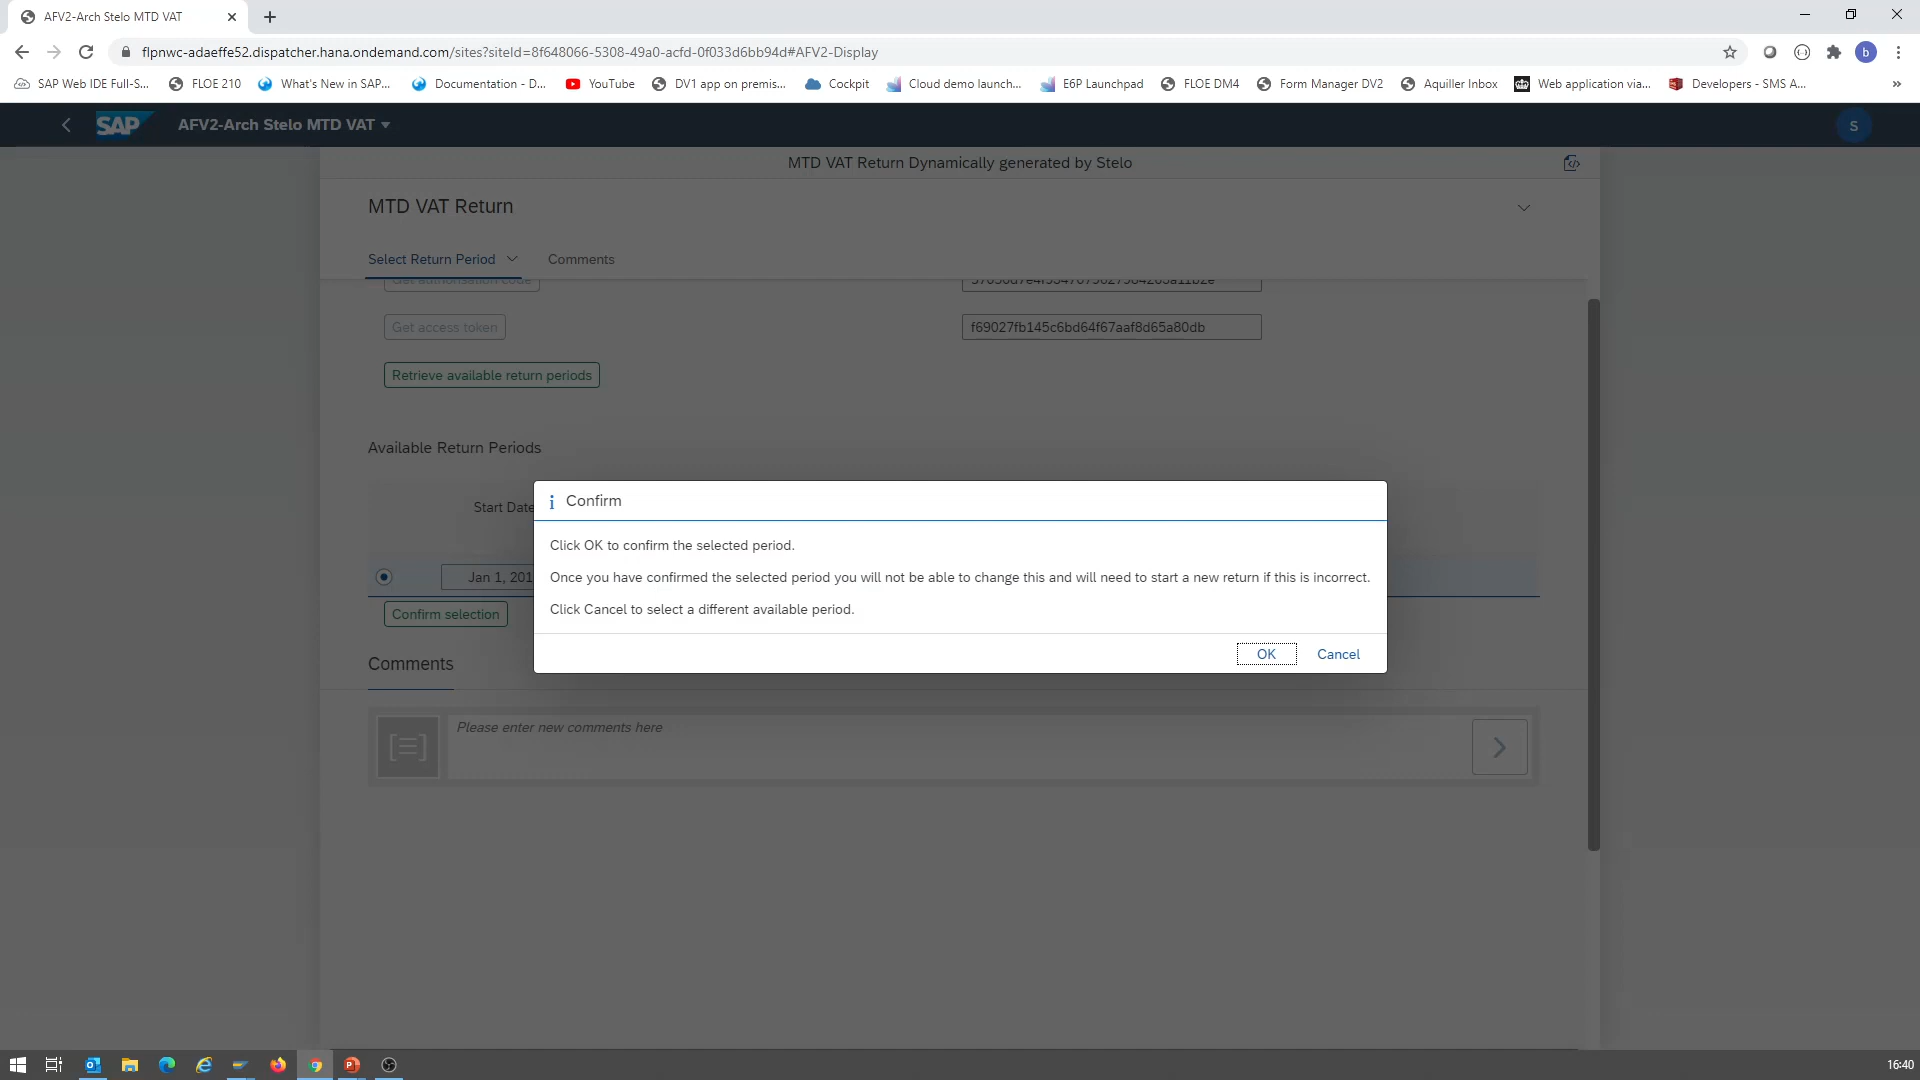 AFV2-Arch Stelo MTD VAT
flpnwc-adaeffe52.dispatcher.hana.ondemand.com/sites?siteId=8f648066-5308-49a0-acfd-0f033d6bb94d#AFV2-Display
b
SAP Web IDE Full-S...
FLOE 210
What's New in SAP...
Documentation - D...
YouTube
DV1 app on premis...
Cockpit
Cloud demo launch...
E6P Launchpad
FLOE DM4
Form Manager DV2
Aquiller Inbox
Web application via...
Developers - SMS A...
»
SAP
AFV2-Arch Stelo MTD VAT
S
MTD VAT Return Dynamically generated by Stelo
MTD VAT Return
Select Return Period
Comments
Get authorisation code
Get access token
f69027fb145c6bd64f67aaf8d65a80db
Retrieve available return periods
Available Return Periods
Start Date
Jan 1, 201
Confirm selection
Confirm
Click OK to confirm the selected period.
Once you have confirmed the selected period you will not be able to change this and will need to start a new return if this is incorrect.
Click Cancel to select a different available period.
OK
Cancel
Comments
Please enter new comments here
16:40